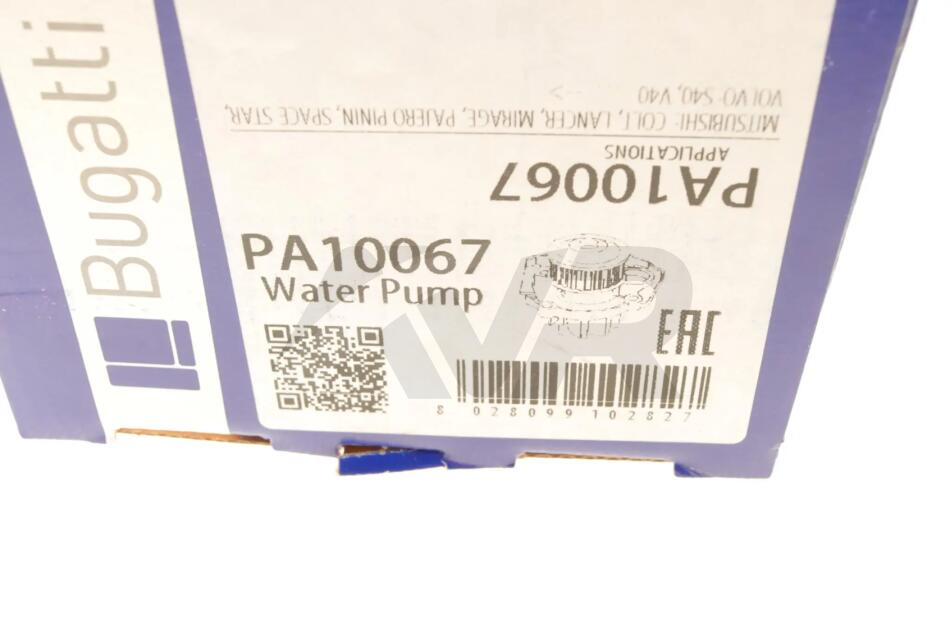 Bugatti
PA10067
APPLICATIONS
MITSUBISHI: COLT, LANCER, MIRAGE, PAJERO PININ, SPACE STAR,
VOLVO: S40, V40
PA10067
Water Pump
EAC
8 028099 102827
VR